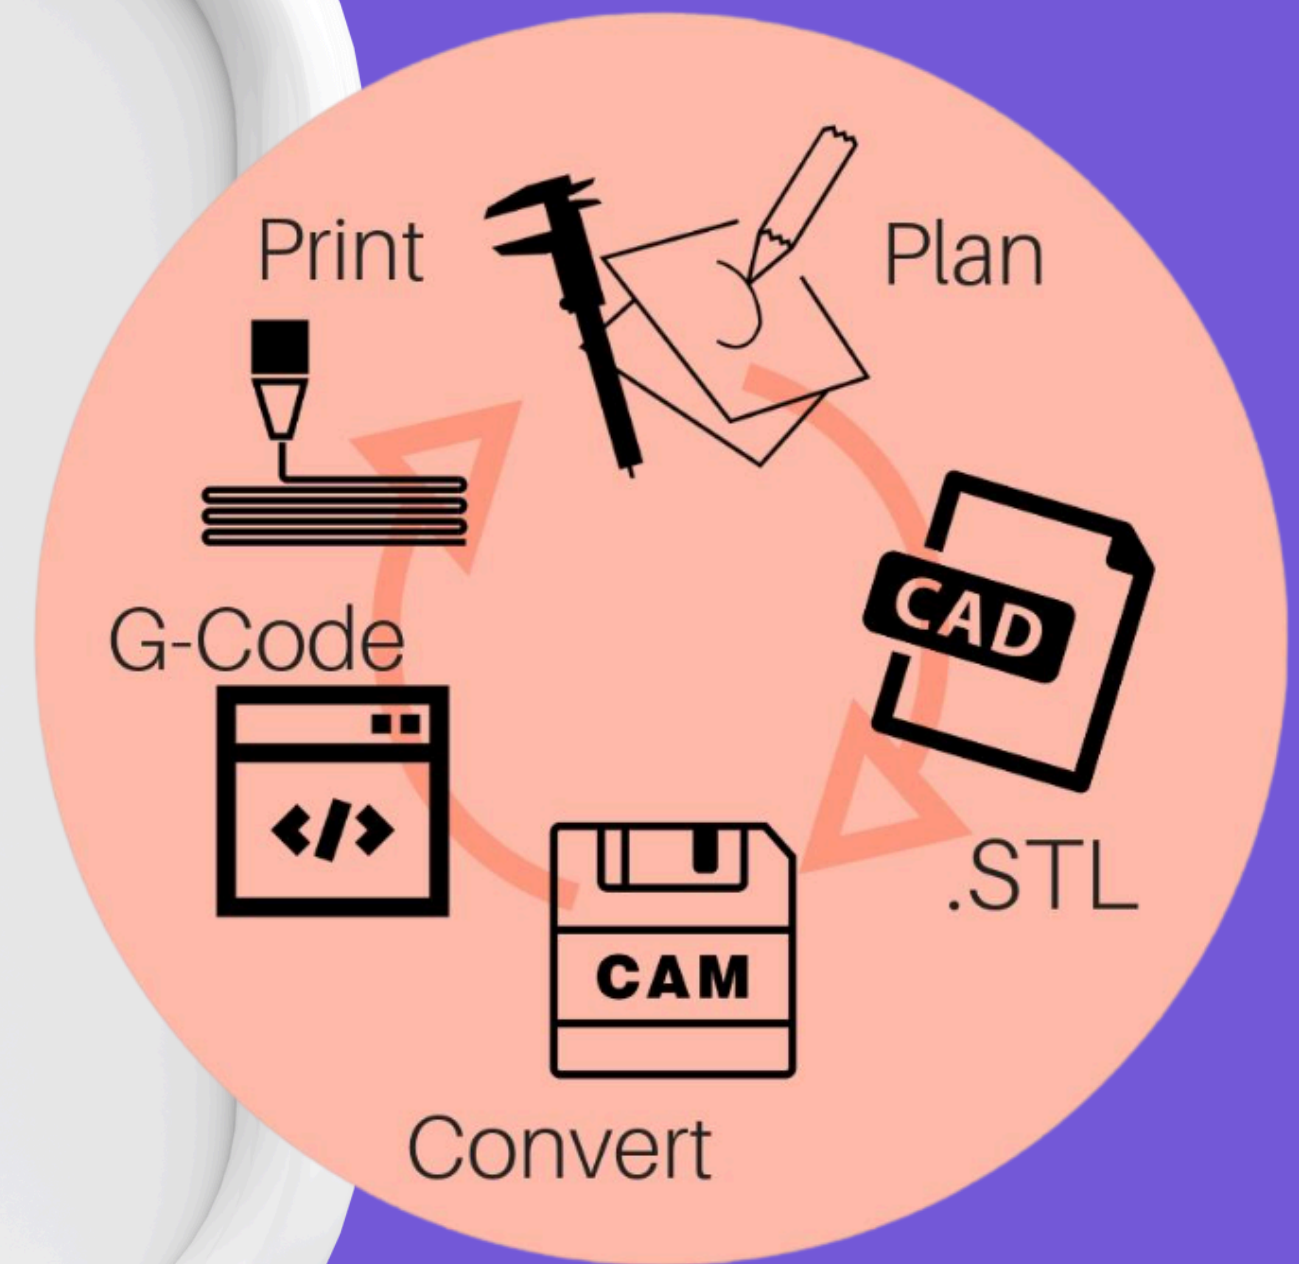 Print
Plan
CAD
G-Code
</>
.STL
CAM
Convert